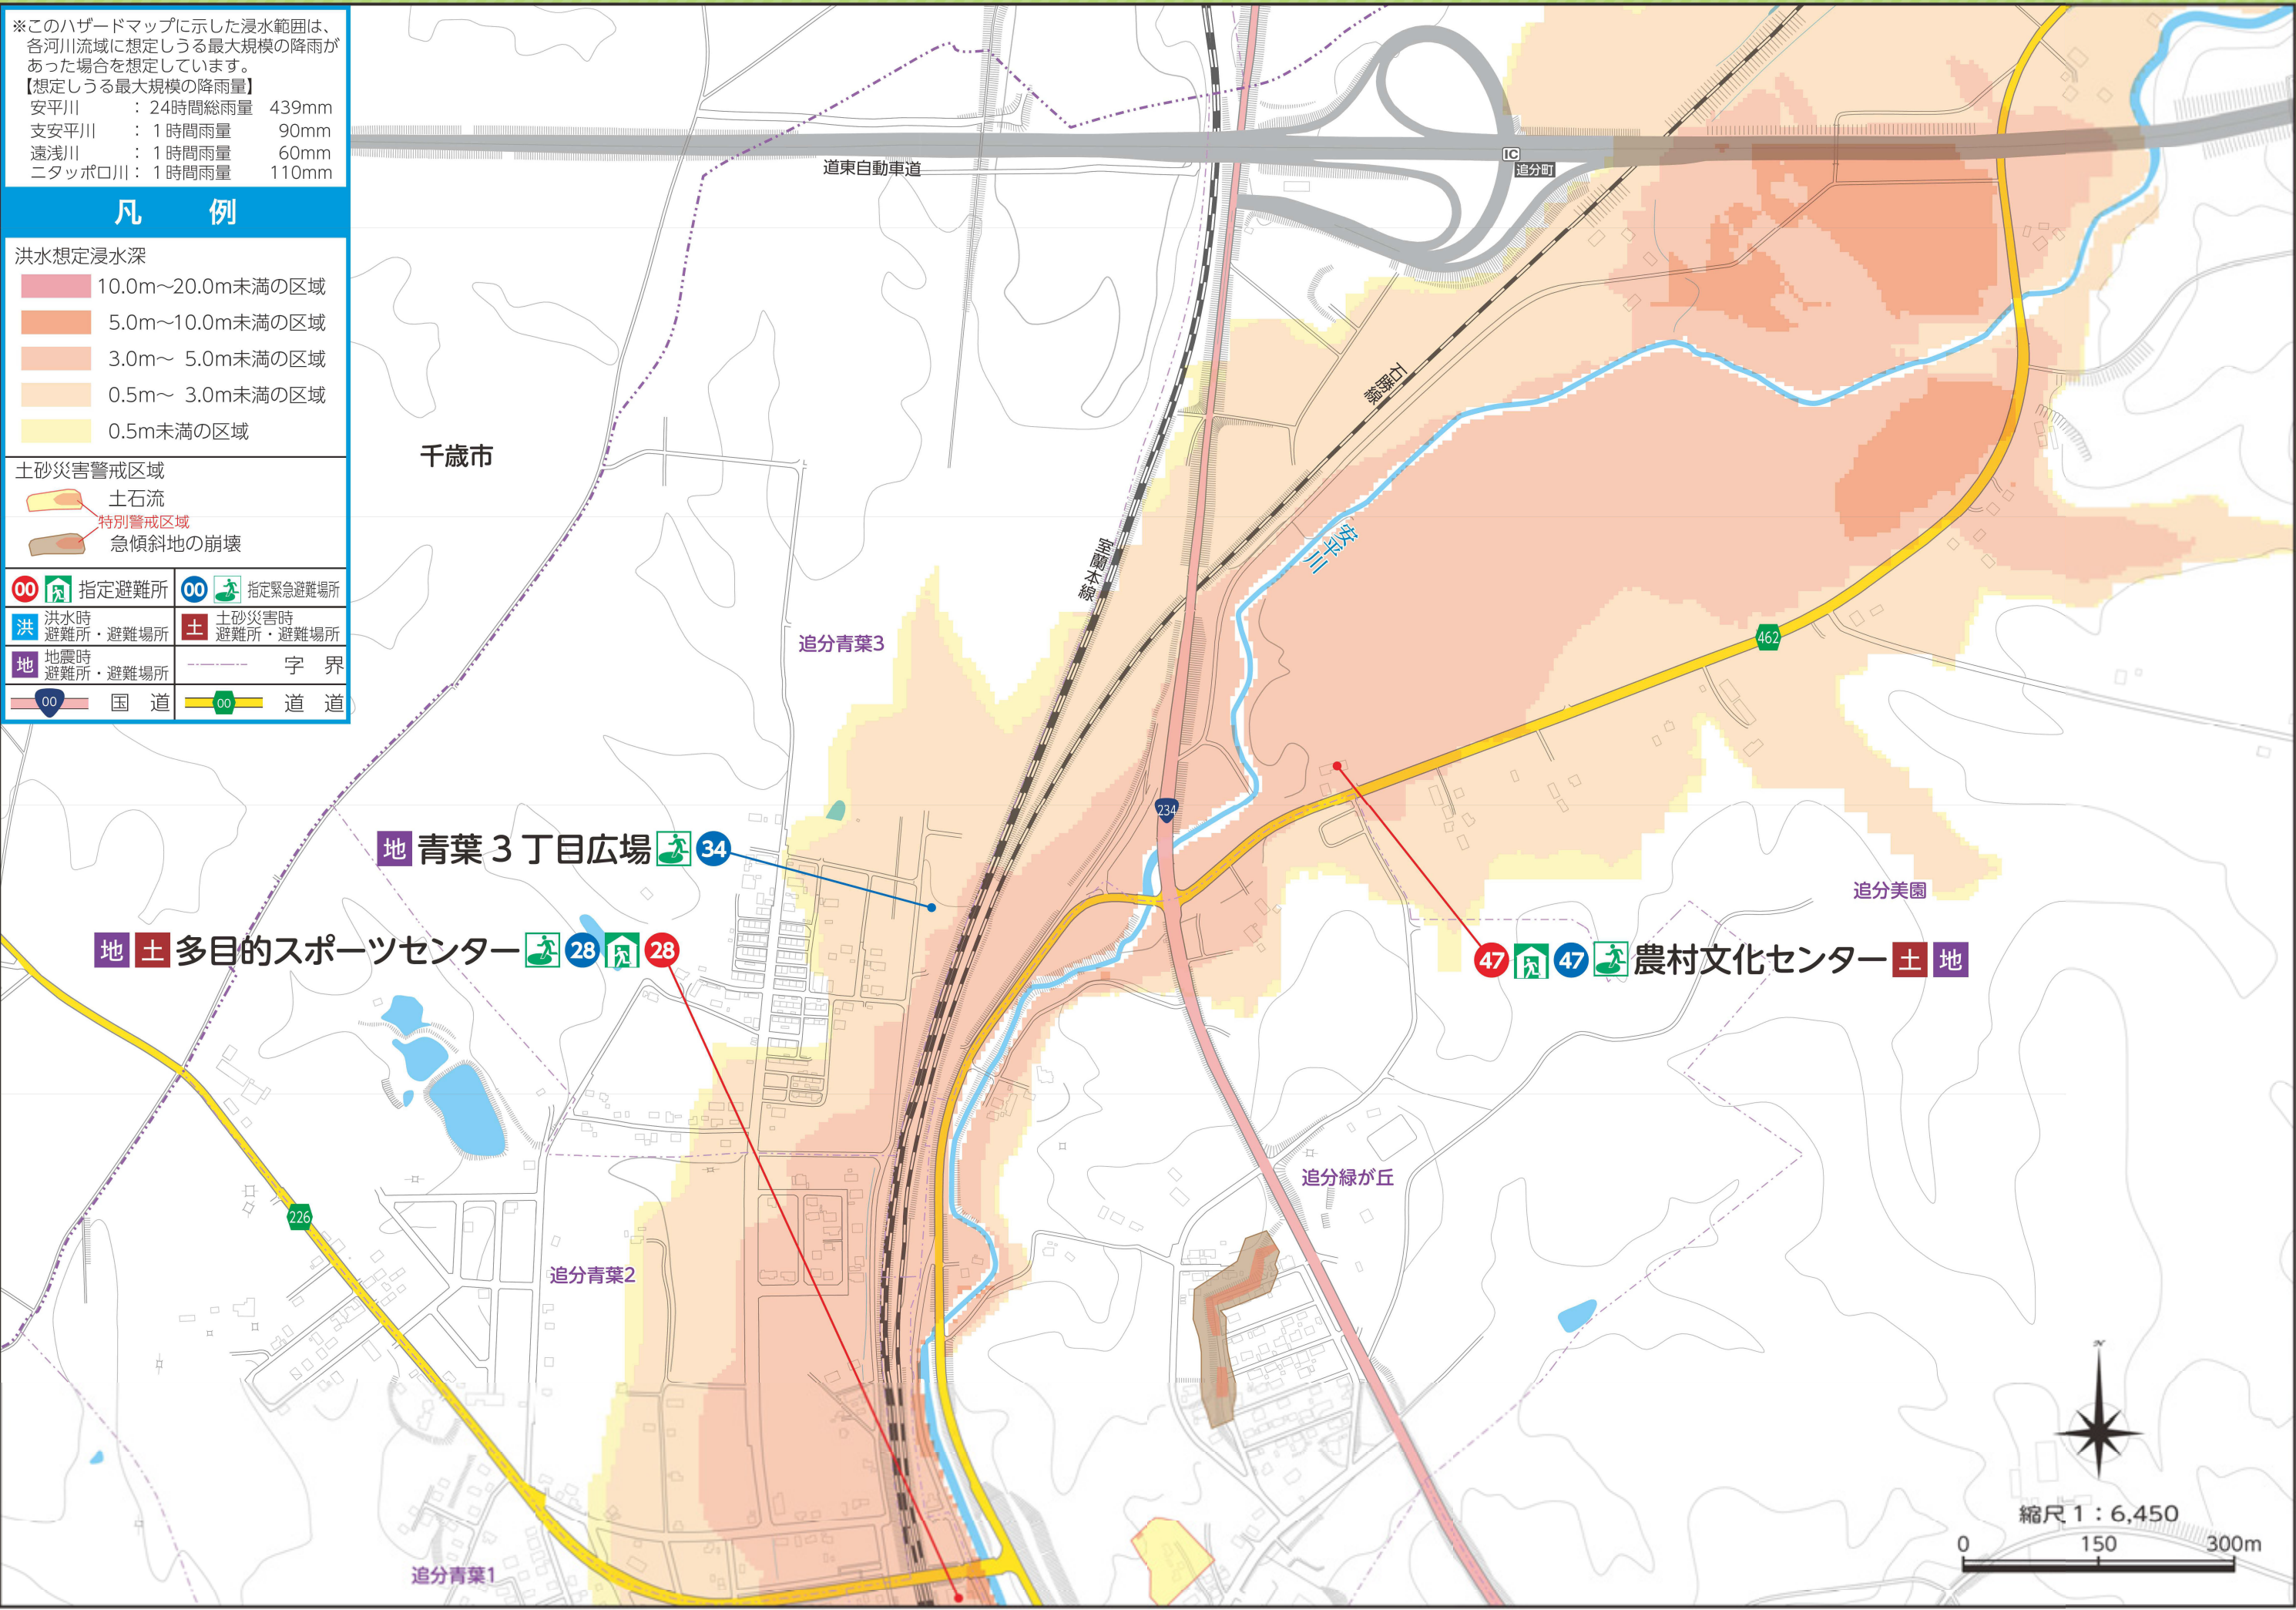 ※このハザードマップに示した浸水範囲は、
各河川流域に想定しうる最大規模の降雨が
あった場合を想定しています。
【想定しうる最大規模の降雨量】
安平川 : 24時間総雨量 439mm
支安平川 : 1時間雨量 90mm
遠浅川 : 1時間雨量 60mm
ニタッポロ川 : 1時間雨量 110mm
凡 例
洪水想定浸水深
10.0m～20.0m未満の区域
5.0m～10.0m未満の区域
3.0m～ 5.0m未満の区域
0.5m～ 3.0m未満の区域
0.5m未満の区域
土砂災害警戒区域
土石流
特別警戒区域
急傾斜地の崩壊
00 指定避難所
00 指定緊急避難場所
洪 洪水時
避難所・避難場所
土 土砂災害時
避難所・避難場所
地 地震時
避難所・避難場所
字 界
00 国 道
00 道 道
道東自動車道
IC
追分町
千歳市
石勝線
室蘭本線
安平川
追分青葉3
462
234
地 青葉3丁目広場 34
追分美園
地 土 多目的スポーツセンター 28 28
47 47 農村文化センター 土 地
追分緑が丘
226
追分青葉2
追分青葉1
N
縮尺 1:6,450
0 150 300m